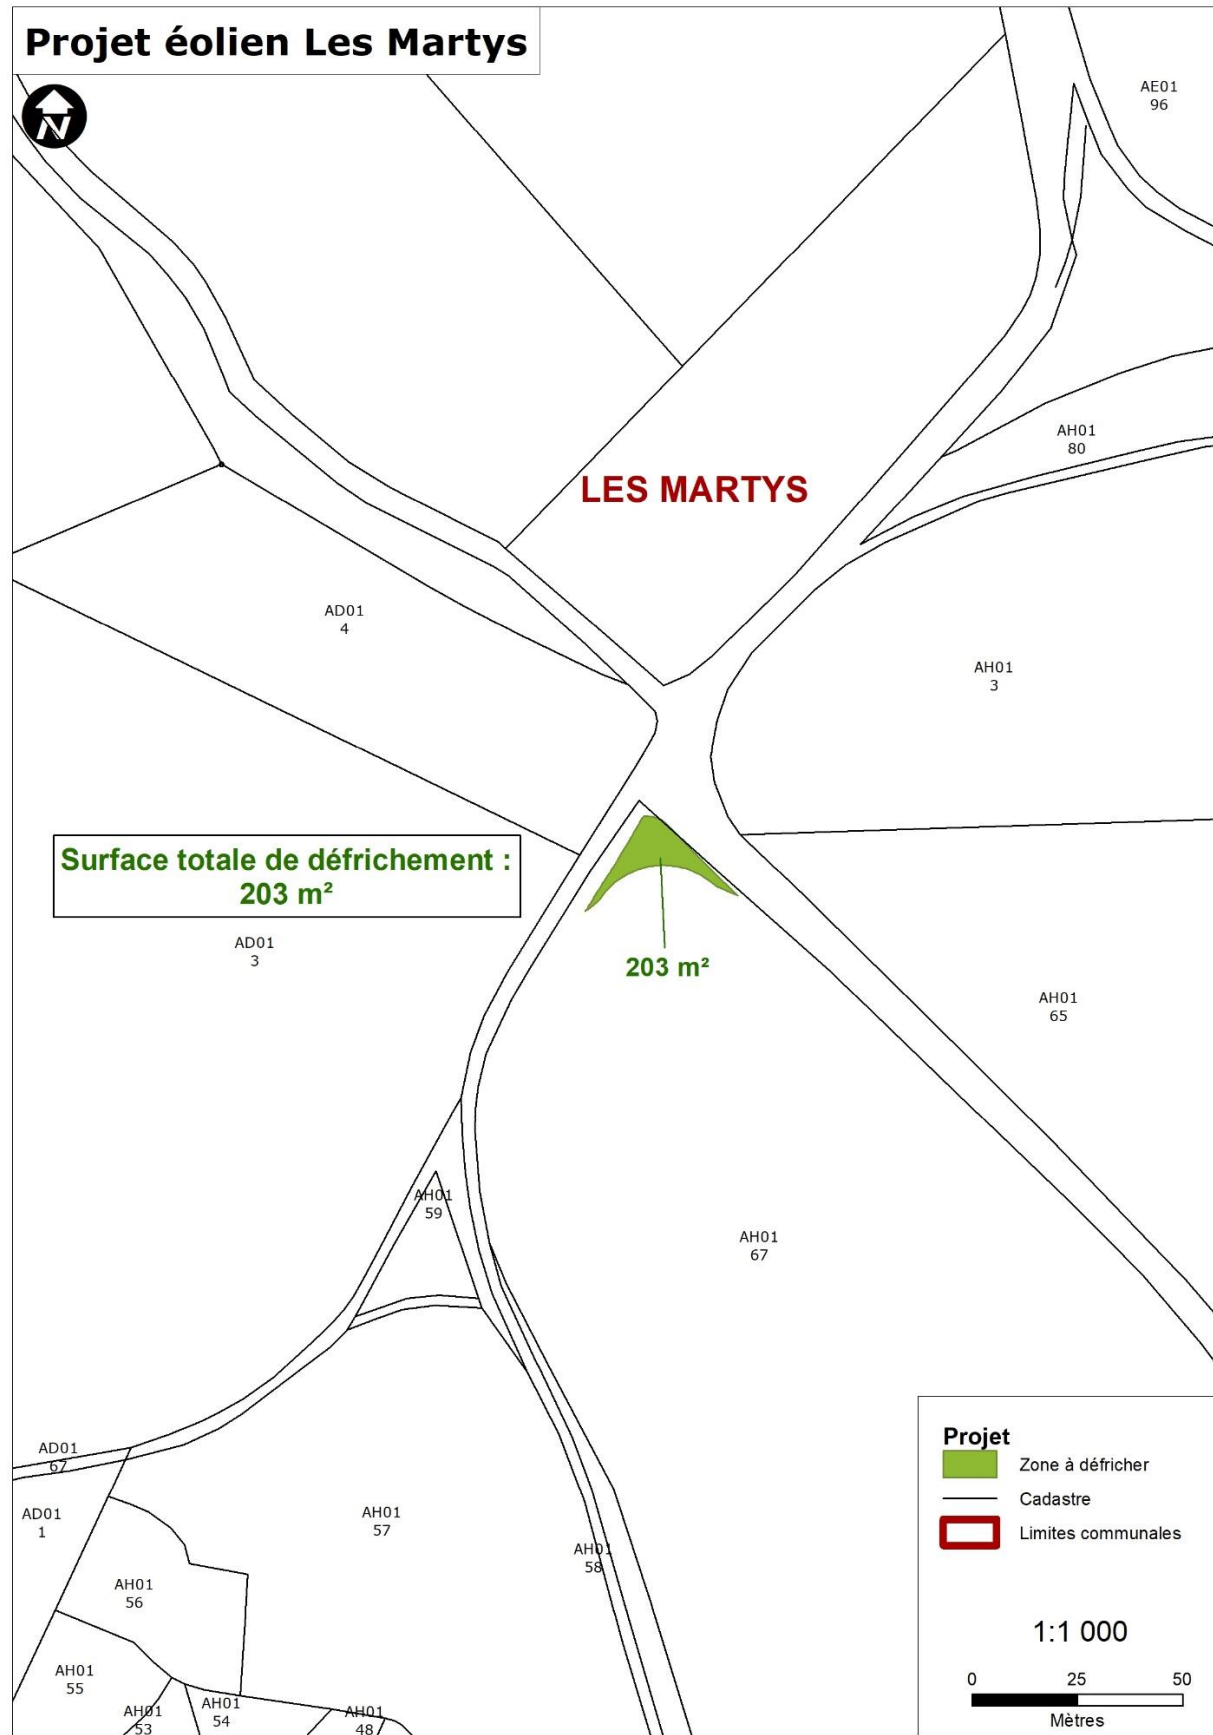 Projet éolien Les Martys
N
AE01
96
AH01
80
LES MARTYS
AD01
4
AH01
3
Surface totale de défrichement :
203 m²
AD01
3
203 m²
AH01
65
AH01
59
AH01
67
AD01
67
AD01
1
AH01
57
AH01
58
AH01
56
AH01
55
AH01
53
AH01
54
AH01
48
Projet
Zone à défricher
Cadastre
Limites communales
1:1 000
0 25 50
Mètres